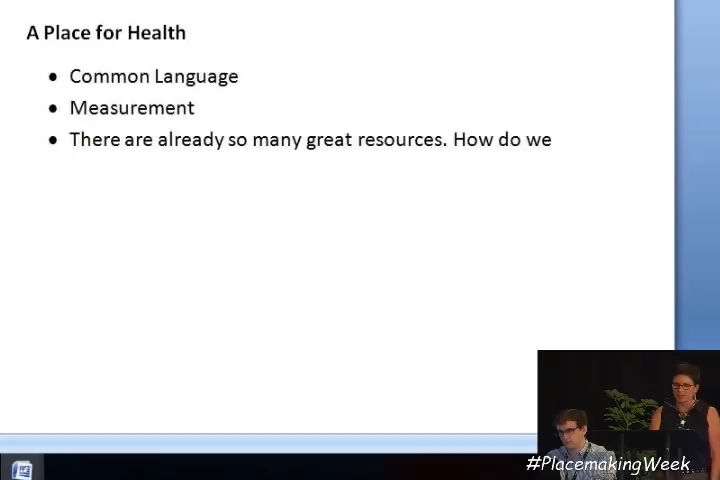 A Place for Health
Common Language
Measurement
There are already so many great resources. How do we
#PlacemakingWeek